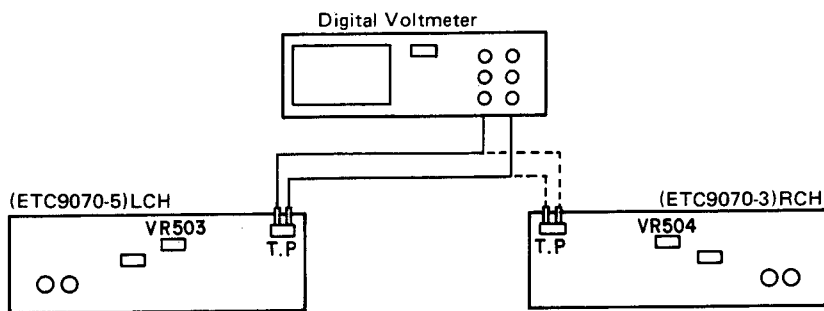 Digital Voltmeter
(ETC9070-5)LCH
(ETC9070-3)RCH
VR503
T.P
VR504
T.P